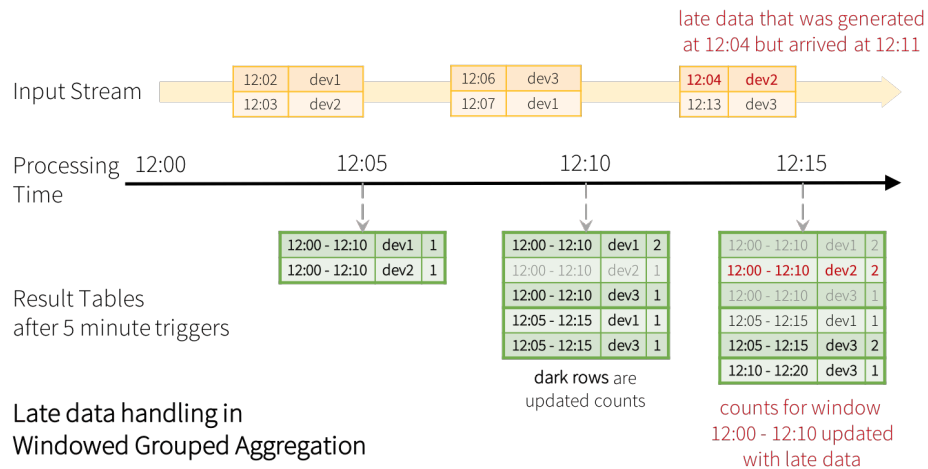 late data that was generated
at 12:04 but arrived at 12:11
Input Stream
12:02 dev1
12:03 dev2
12:06 dev3
12:07 dev1
12:04 dev2
12:13 dev3
Processing
Time
12:00 12:05 12:10 12:15
Result Tables
after 5 minute triggers
12:00 - 12:10 dev1 1
12:00 - 12:10 dev2 1
12:00 - 12:10 dev1 2
12:00 - 12:10 dev2 1
12:00 - 12:10 dev3 1
12:05 - 12:15 dev1 1
12:05 - 12:15 dev3 1
dark rows are
updated counts
12:00 - 12:10 dev1 2
12:00 - 12:10 dev2 2
12:00 - 12:10 dev3 1
12:05 - 12:15 dev1 1
12:05 - 12:15 dev3 2
12:10 - 12:20 dev3 1
counts for window
12:00 - 12:10 updated
with late data
Late data handling in
Windowed Grouped Aggregation